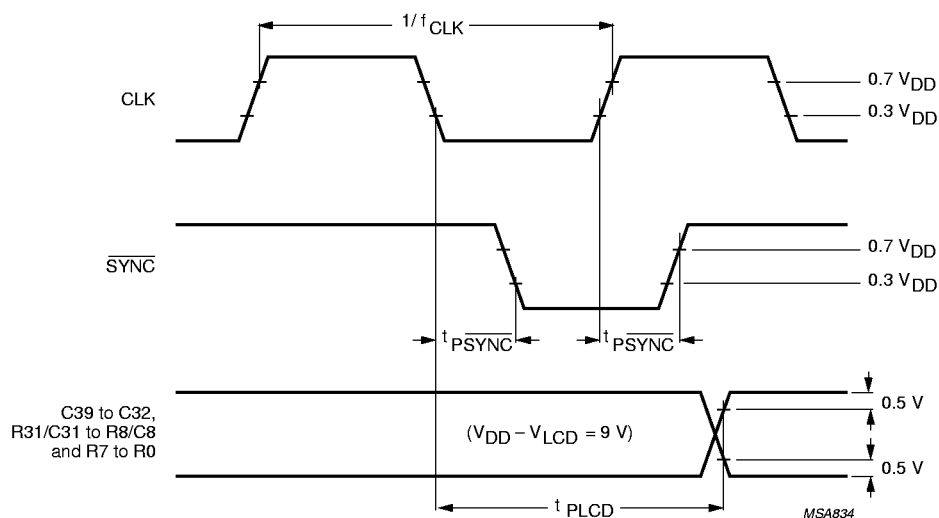 1/ fCLK
CLK
0.7 VDD
0.3 VDD
SYNC
0.7 VDD
0.3 VDD
tPSYNC
tPSYNC
C39 to C32,
R31/C31 to R8/C8
and R7 to R0
(VDD – VLCD = 9 V)
0.5 V
0.5 V
tPLCD
MSA834